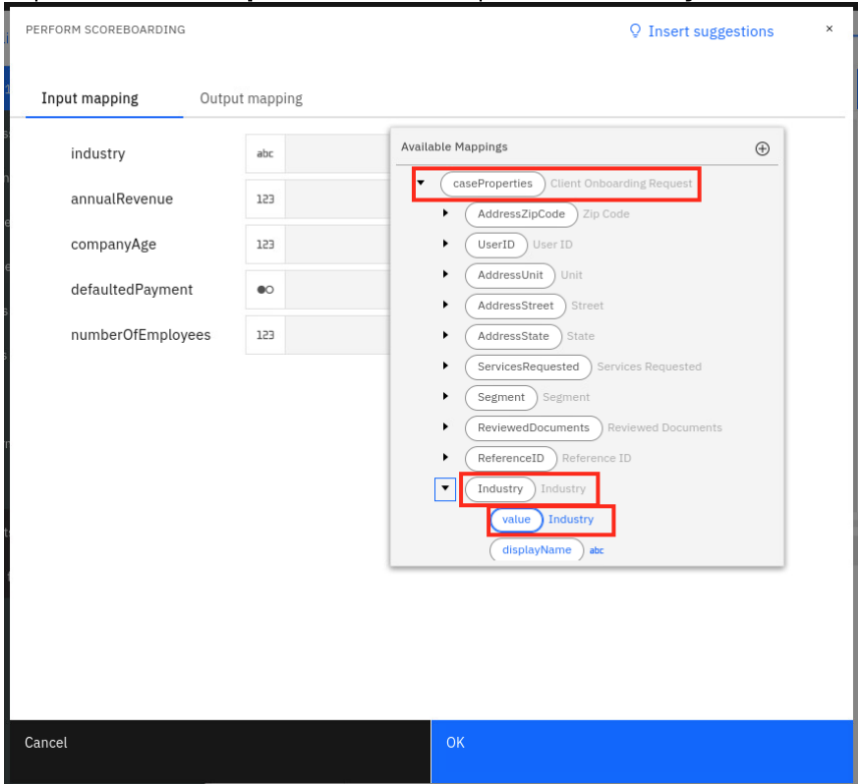 PERFORM SCOREBOARDING
Insert suggestions
×
Input mapping
Output mapping
industry
abc
annualRevenue
123
companyAge
123
defaultedPayment
numberOfEmployees
123
Available Mappings
caseProperties Client Onboarding Request
AddressZipCode Zip Code
UserID User ID
AddressUnit Unit
AddressStreet Street
AddressState State
ServicesRequested Services Requested
Segment Segment
ReviewedDocuments Reviewed Documents
ReferenceID Reference ID
Industry Industry
value Industry
displayName abc
Cancel
OK